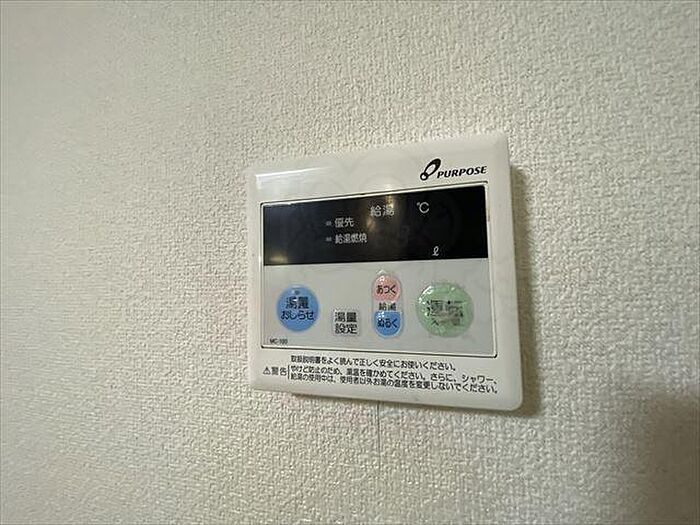 PURPOSE
給湯 ℃
優先
給湯燃焼
ℓ
湯量
おしらせ
湯量
設定
あつく
給湯
ぬるく
運転
MC-100
取扱説明書をよく読んで正しく安全にお使いください。
⚠警告 やけど防止のため、湯温を確かめてください。さらに、シャワー、
給湯の使用中は、使用者以外お湯の温度を変更しないでください。